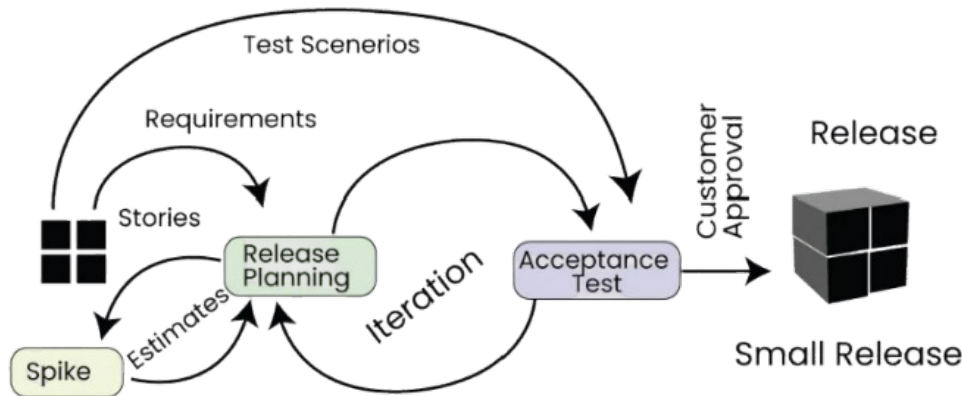 Test Scenerios
Requirements
Stories
Release
Planning
Estimates
Spike
Iteration
Acceptance
Test
Customer
Approval
Release
Small Release